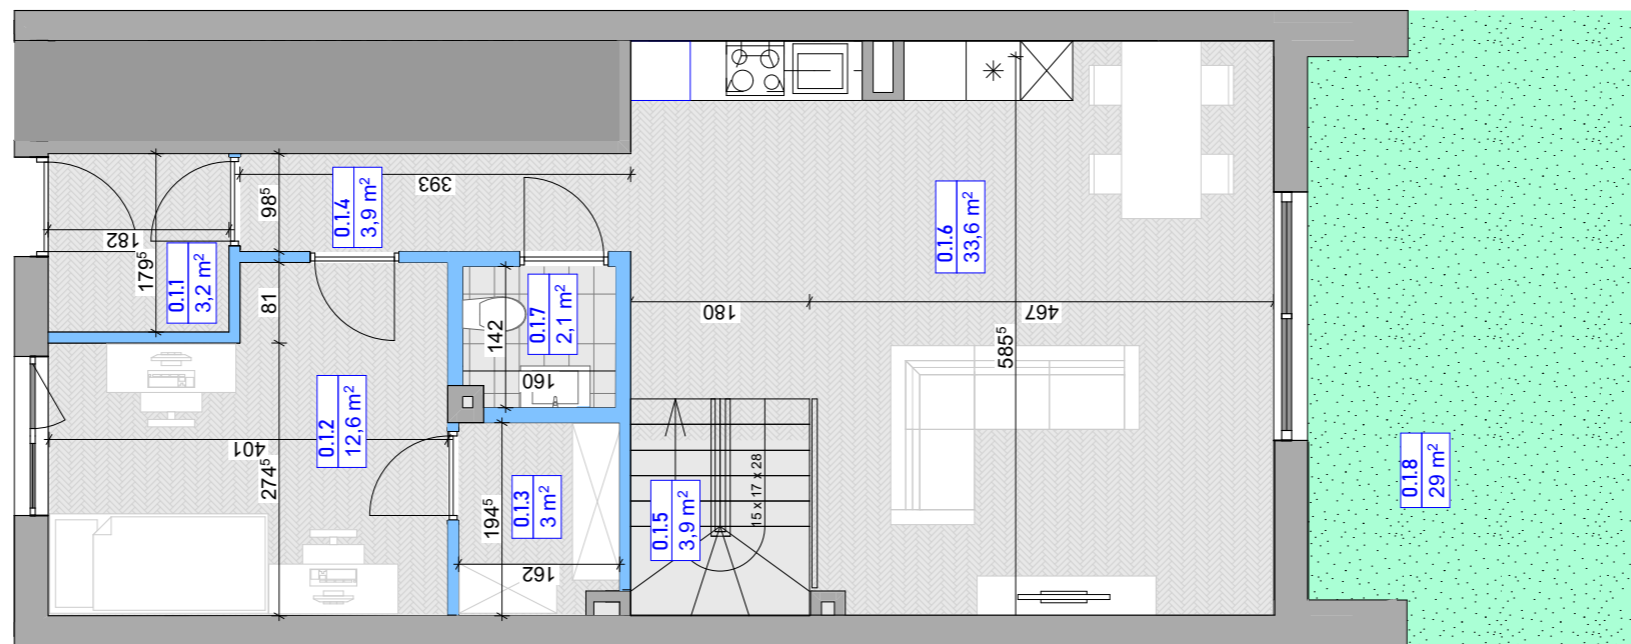 0.1.1
3,2 m²
182
179⁵
98⁵
81
393
0.1.4
3,9 m²
0.1.7
2,1 m²
142
160
0.1.2
12,6 m²
401
274⁵
0.1.3
3 m²
194⁵
162
0.1.5
3,9 m²
15 x 17 x 28
180
467
585⁵
0.1.6
33,6 m²
0.1.8
29 m²